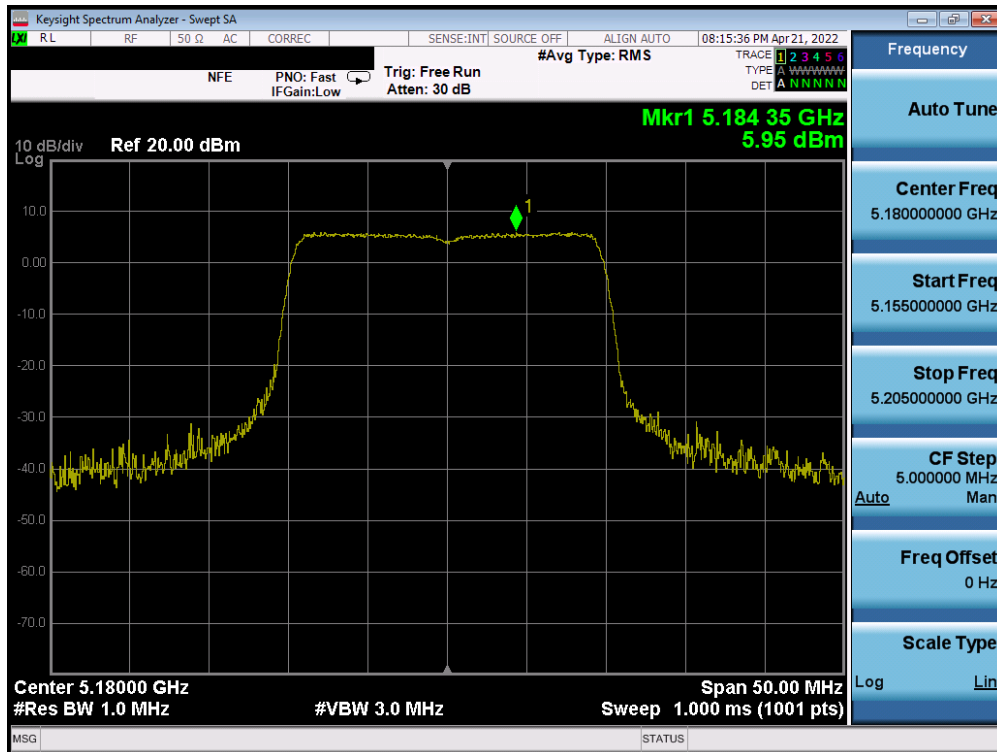 Keysight Spectrum Analyzer - Swept SA
LXI RL RF 50 Ω AC CORREC SENSE:INT SOURCE OFF ALIGN AUTO 08:15:36 PM Apr 21, 2022
#Avg Type: RMS TRACE 1 2 3 4 5 6
NFE PNO: Fast Trig: Free Run TYPE A WWWWWW
IFGain:Low Atten: 30 dB DET A N N N N N
Mkr1 5.184 35 GHz
5.95 dBm
10 dB/div Ref 20.00 dBm
Log
1
10.0
0.00
-10.0
-20.0
-30.0
-40.0
-50.0
-60.0
-70.0
Center 5.18000 GHz Span 50.00 MHz
#Res BW 1.0 MHz #VBW 3.0 MHz Sweep 1.000 ms (1001 pts)
MSG STATUS
Frequency
Auto Tune
Center Freq
5.180000000 GHz
Start Freq
5.155000000 GHz
Stop Freq
5.205000000 GHz
CF Step
5.000000 MHz
Auto Man
Freq Offset
0 Hz
Scale Type
Log Lin